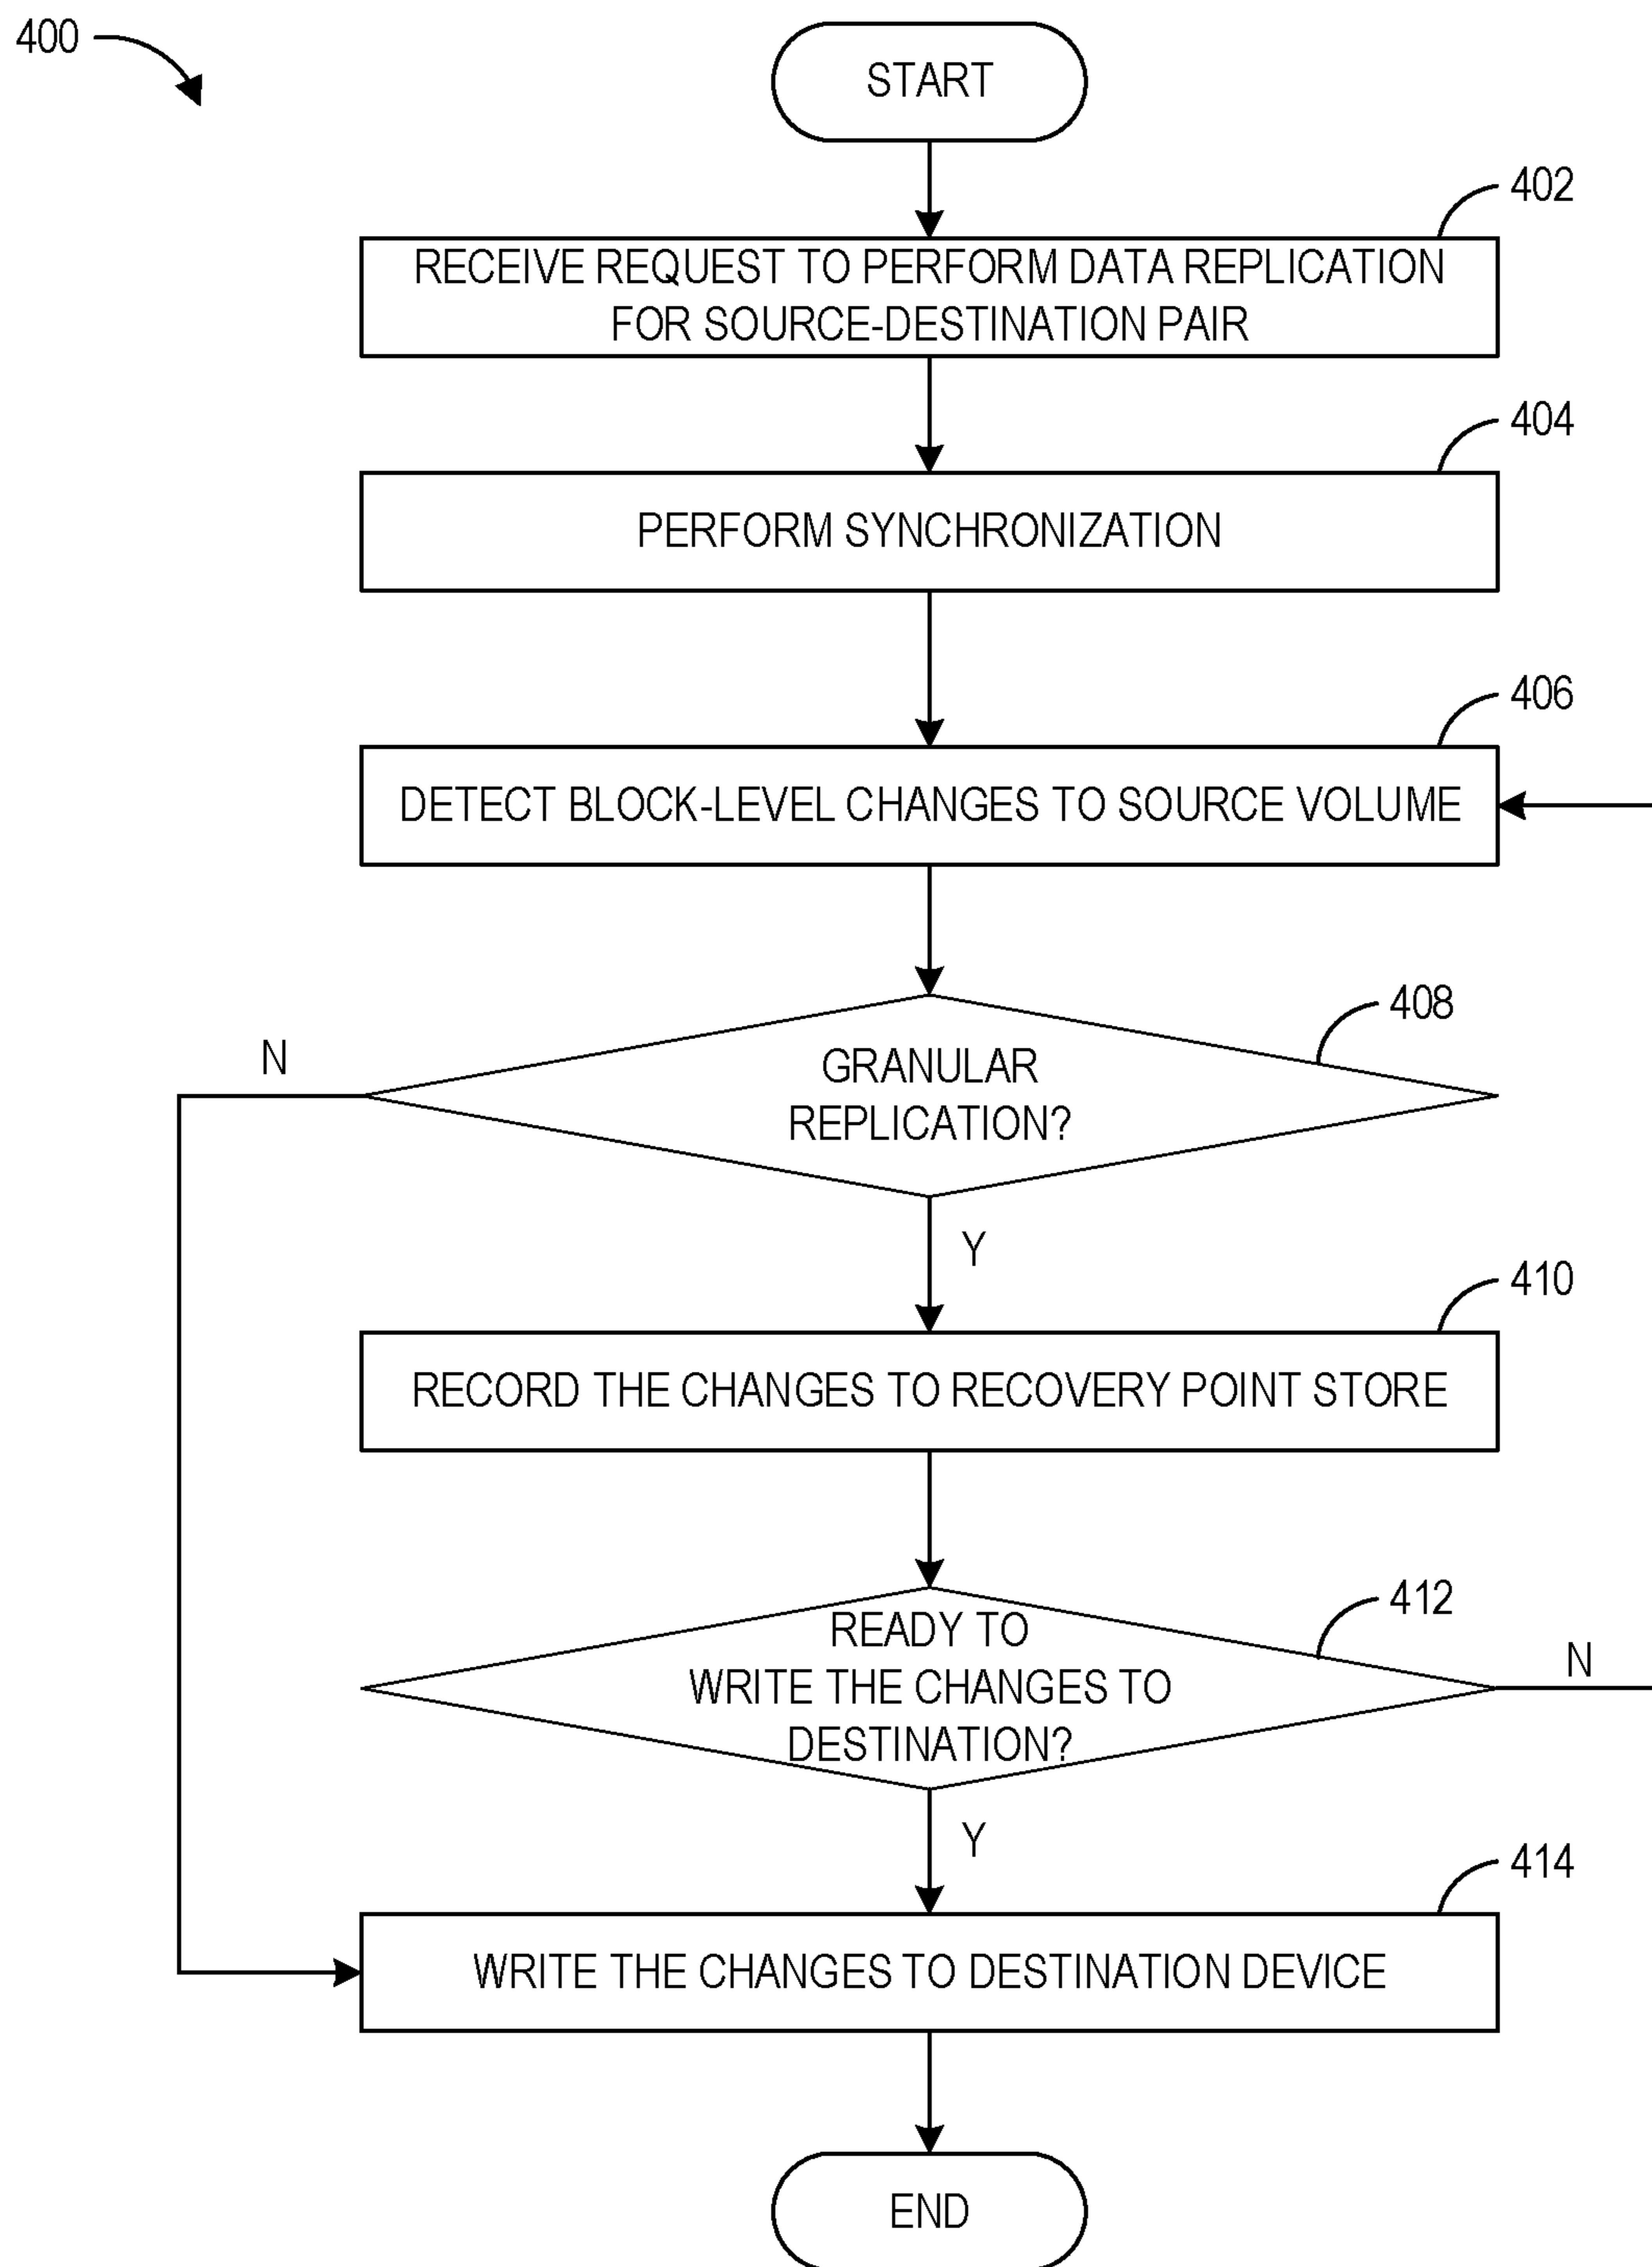 400
START
402
RECEIVE REQUEST TO PERFORM DATA REPLICATION
FOR SOURCE-DESTINATION PAIR
404
PERFORM SYNCHRONIZATION
406
DETECT BLOCK-LEVEL CHANGES TO SOURCE VOLUME
408
N
GRANULAR
REPLICATION?
Y
410
RECORD THE CHANGES TO RECOVERY POINT STORE
412
READY TO
WRITE THE CHANGES TO
DESTINATION?
N
Y
414
WRITE THE CHANGES TO DESTINATION DEVICE
END